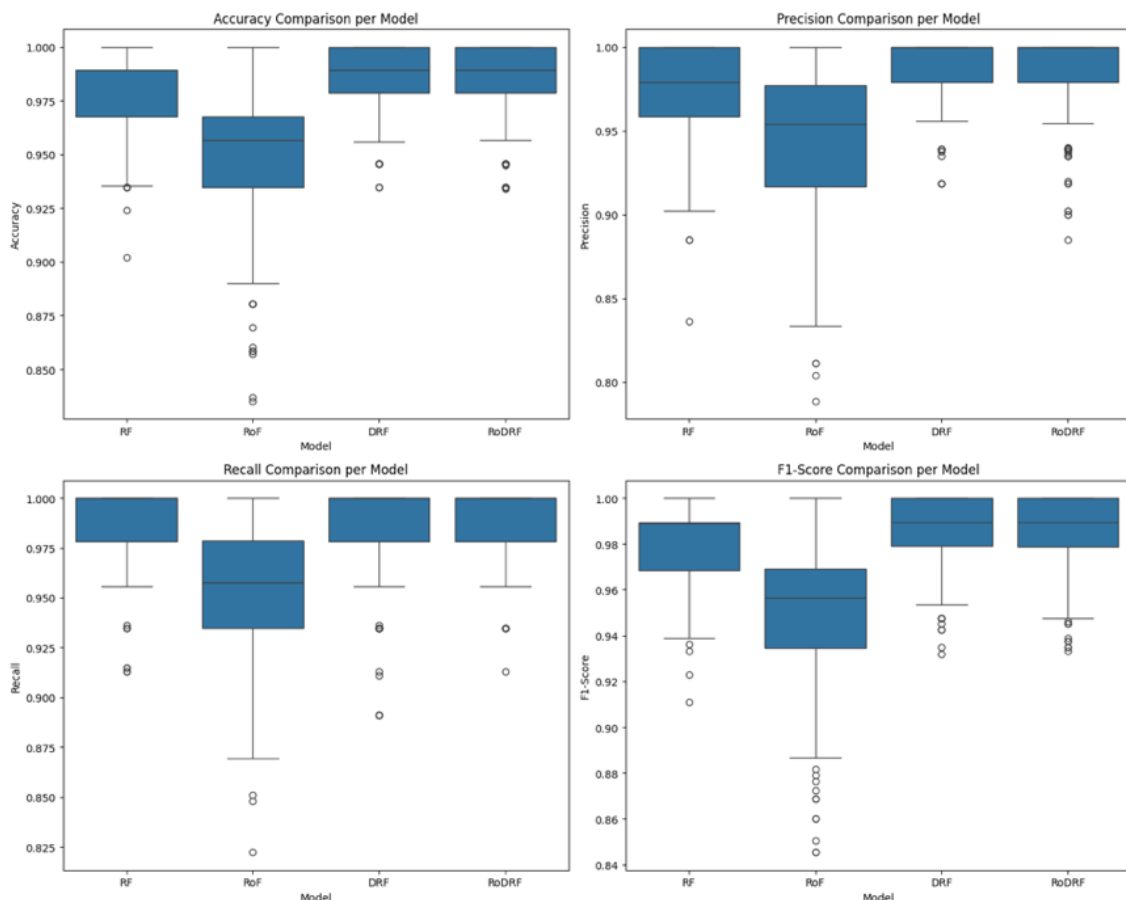 Accuracy Comparison per Model
1.000
0.975
0.950
0.925
0.900
0.875
0.850
Accuracy
RF
RoF
DRF
RoDRF
Model
Precision Comparison per Model
1.00
0.95
0.90
0.85
0.80
Precision
RF
RoF
DRF
RoDRF
Model
Recall Comparison per Model
1.000
0.975
0.950
0.925
0.900
0.875
0.850
0.825
Recall
RF
RoF
DRF
RoDRF
Model
F1-Score Comparison per Model
1.00
0.98
0.96
0.94
0.92
0.90
0.88
0.86
0.84
F1-Score
RF
RoF
DRF
RoDRF
Model